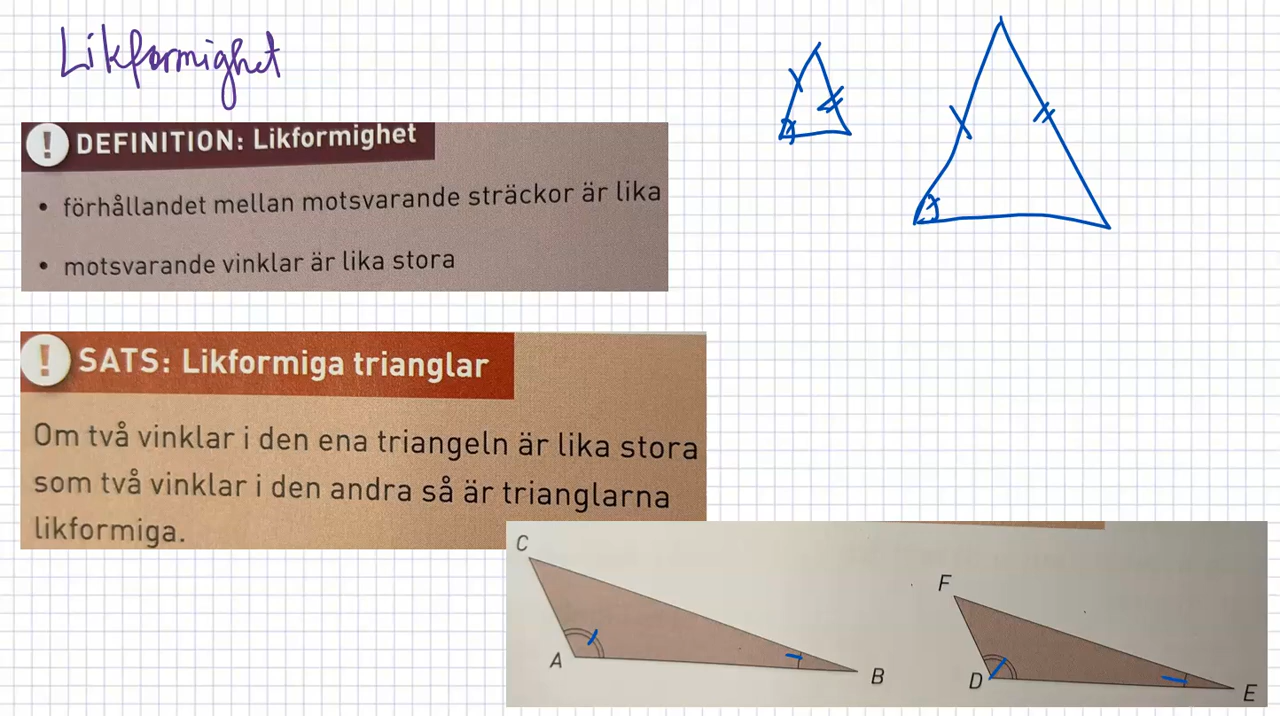 Likformighet
! DEFINITION: Likformighet
• förhållandet mellan motsvarande sträckor är lika
• motsvarande vinklar är lika stora
! SATS: Likformiga trianglar
Om två vinklar i den ena triangeln är lika stora
som två vinklar i den andra så är trianglarna
likformiga.
C
A
B
F
D
E